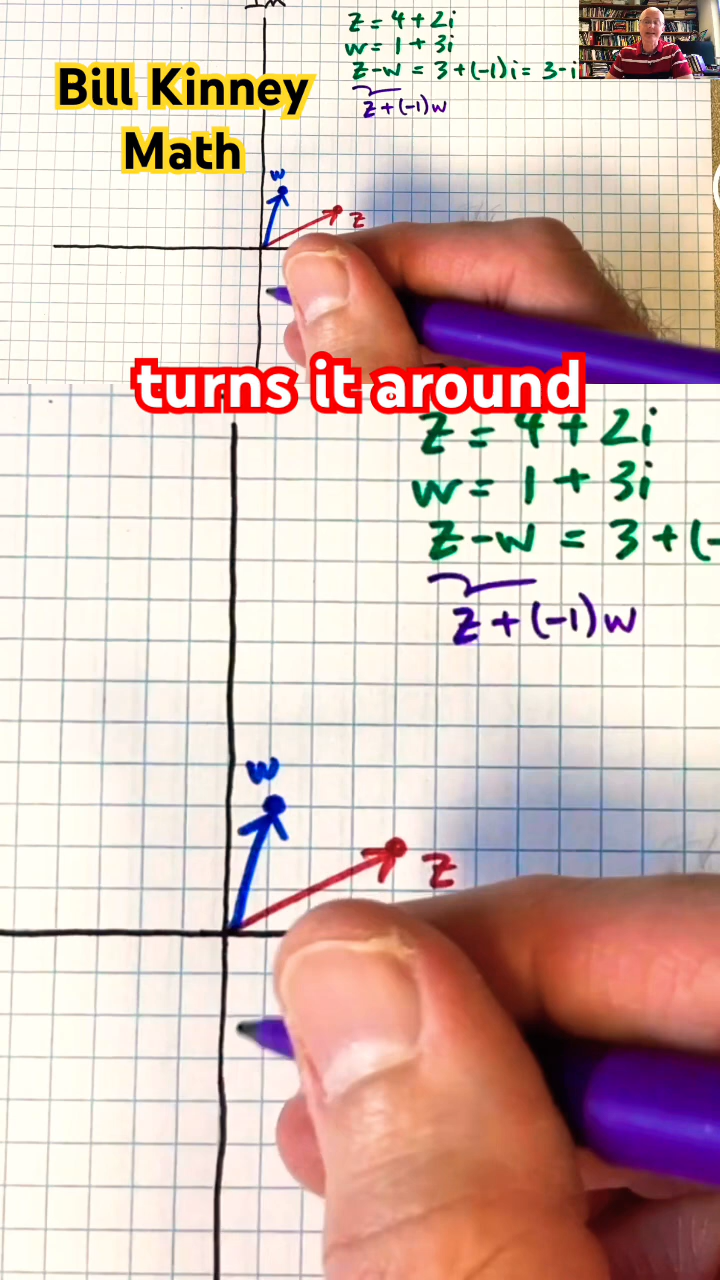 Im
z = 4 + 2i
w = 1 + 3i
z-w = 3 + (-1)i = 3-i
z + (-1)w
Bill Kinney
Math
w
z
turns it around
z = 4 + 2i
w = 1 + 3i
z-w = 3 + (-
z + (-1)w
w
z